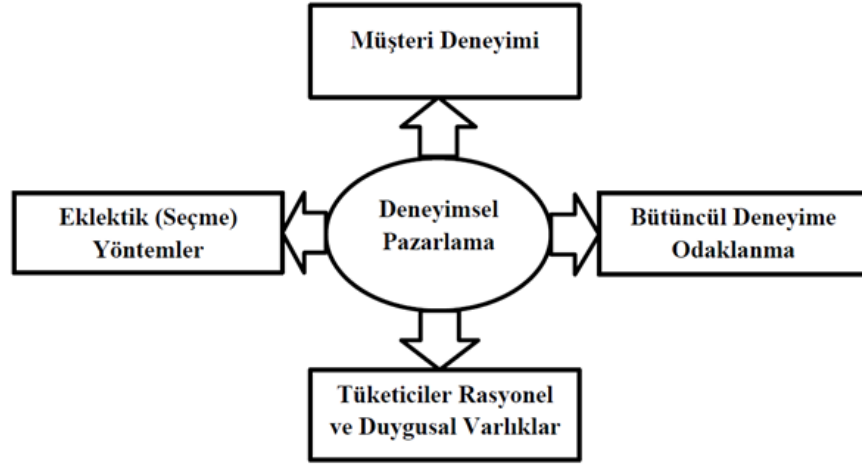 Müşteri Deneyimi
Eklektik (Seçme)
Yöntemler
Deneyimsel
Pazarlama
Bütüncül Deneyime
Odaklanma
Tüketiciler Rasyonel
ve Duygusal Varlıklar